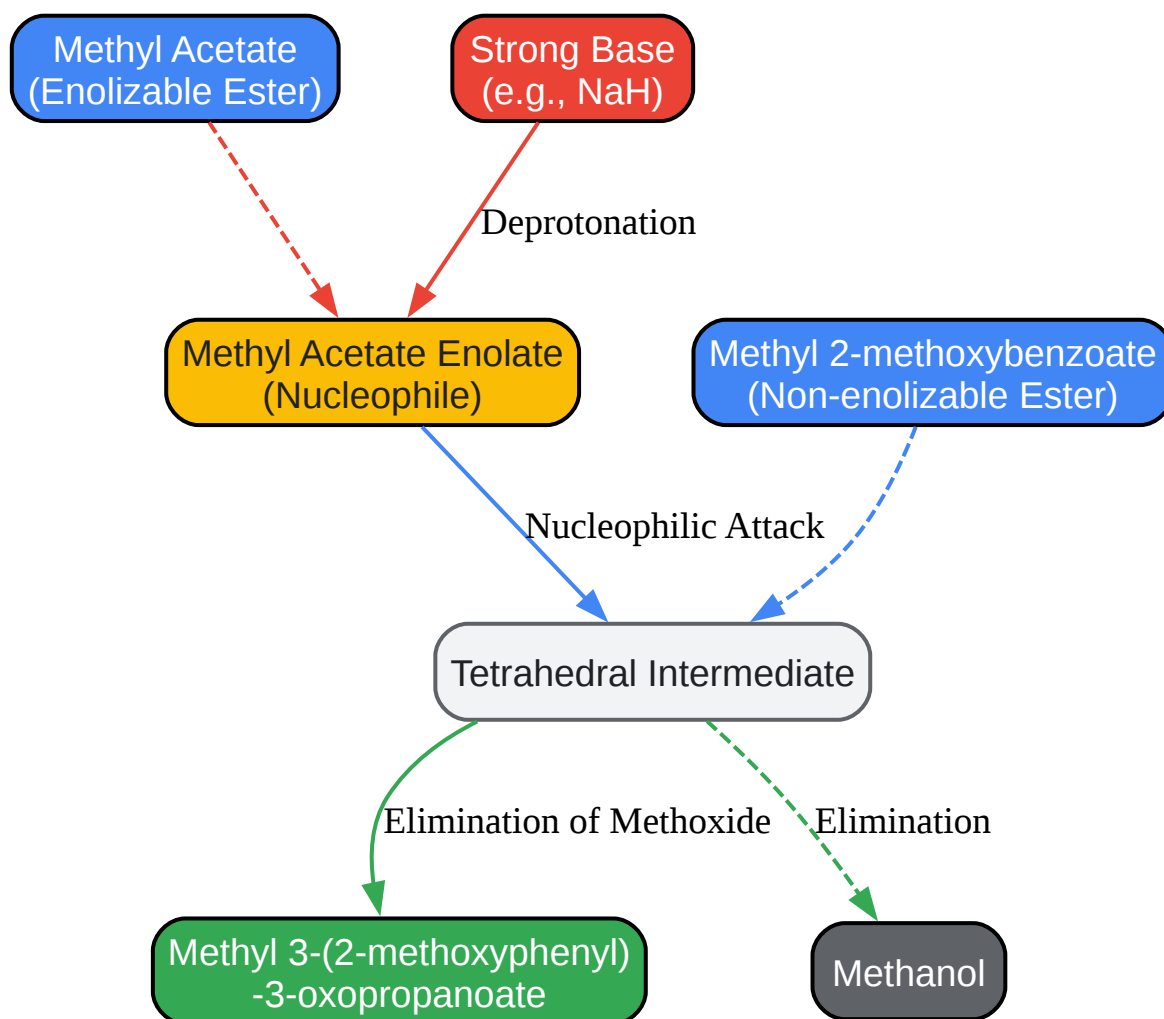 Methyl Acetate
(Enolizable Ester)
Strong Base
(e.g., NaH)
Deprotonation
Methyl Acetate Enolate
(Nucleophile)
Methyl 2-methoxybenzoate
(Non-enolizable Ester)
Nucleophilic Attack
Tetrahedral Intermediate
Elimination of Methoxide
Elimination
Methyl 3-(2-methoxyphenyl)
-3-oxopropanoate
Methanol